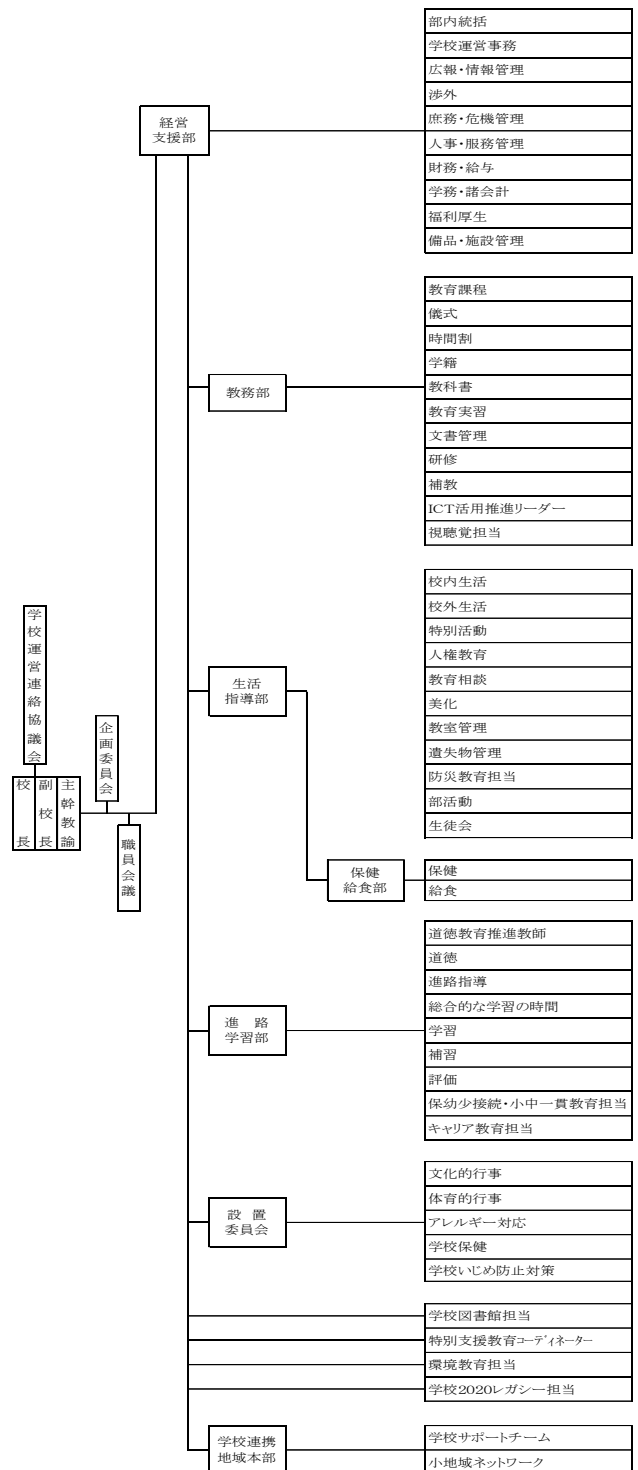 部内統括
学校運営事務
広報・情報管理
渉外
庶務・危機管理
人事・服務管理
財務・給与
学務・諸会計
福利厚生
備品・施設管理
経営
支援部
教育課程
儀式
時間割
学籍
教科書
教育実習
文書管理
研修
補教
ICT活用推進リーダー
視聴覚担当
教務部
校内生活
校外生活
特別活動
人権教育
教育相談
美化
教室管理
遺失物管理
防災教育担当
部活動
生徒会
生活
指導部
学校運営連絡協議会
校長
副校長
主幹教諭
企画委員会
職員会議
保健
給食部
保健
給食
道徳教育推進教師
道徳
進路指導
総合的な学習の時間
学習
補習
評価
保幼少接続・小中一貫教育担当
キャリア教育担当
進 路
学習部
文化的行事
体育的行事
アレルギー対応
学校保健
学校いじめ防止対策
設 置
委員会
学校図書館担当
特別支援教育コーディネーター
環境教育担当
学校2020レガシー担当
学校連携
地域本部
学校サポートチーム
小地域ネットワーク